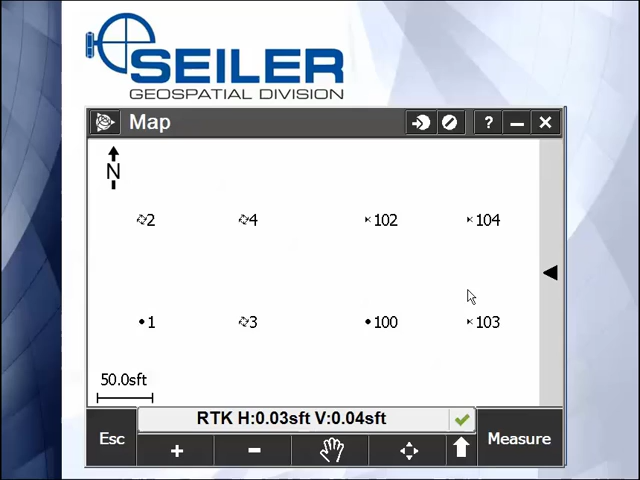 SEILER
GEOSPATIAL DIVISION
Map
?
N
2 4 102 104
1 3 100 103
50.0sft
Esc
RTK H:0.03sft V:0.04sft
Measure
+ -